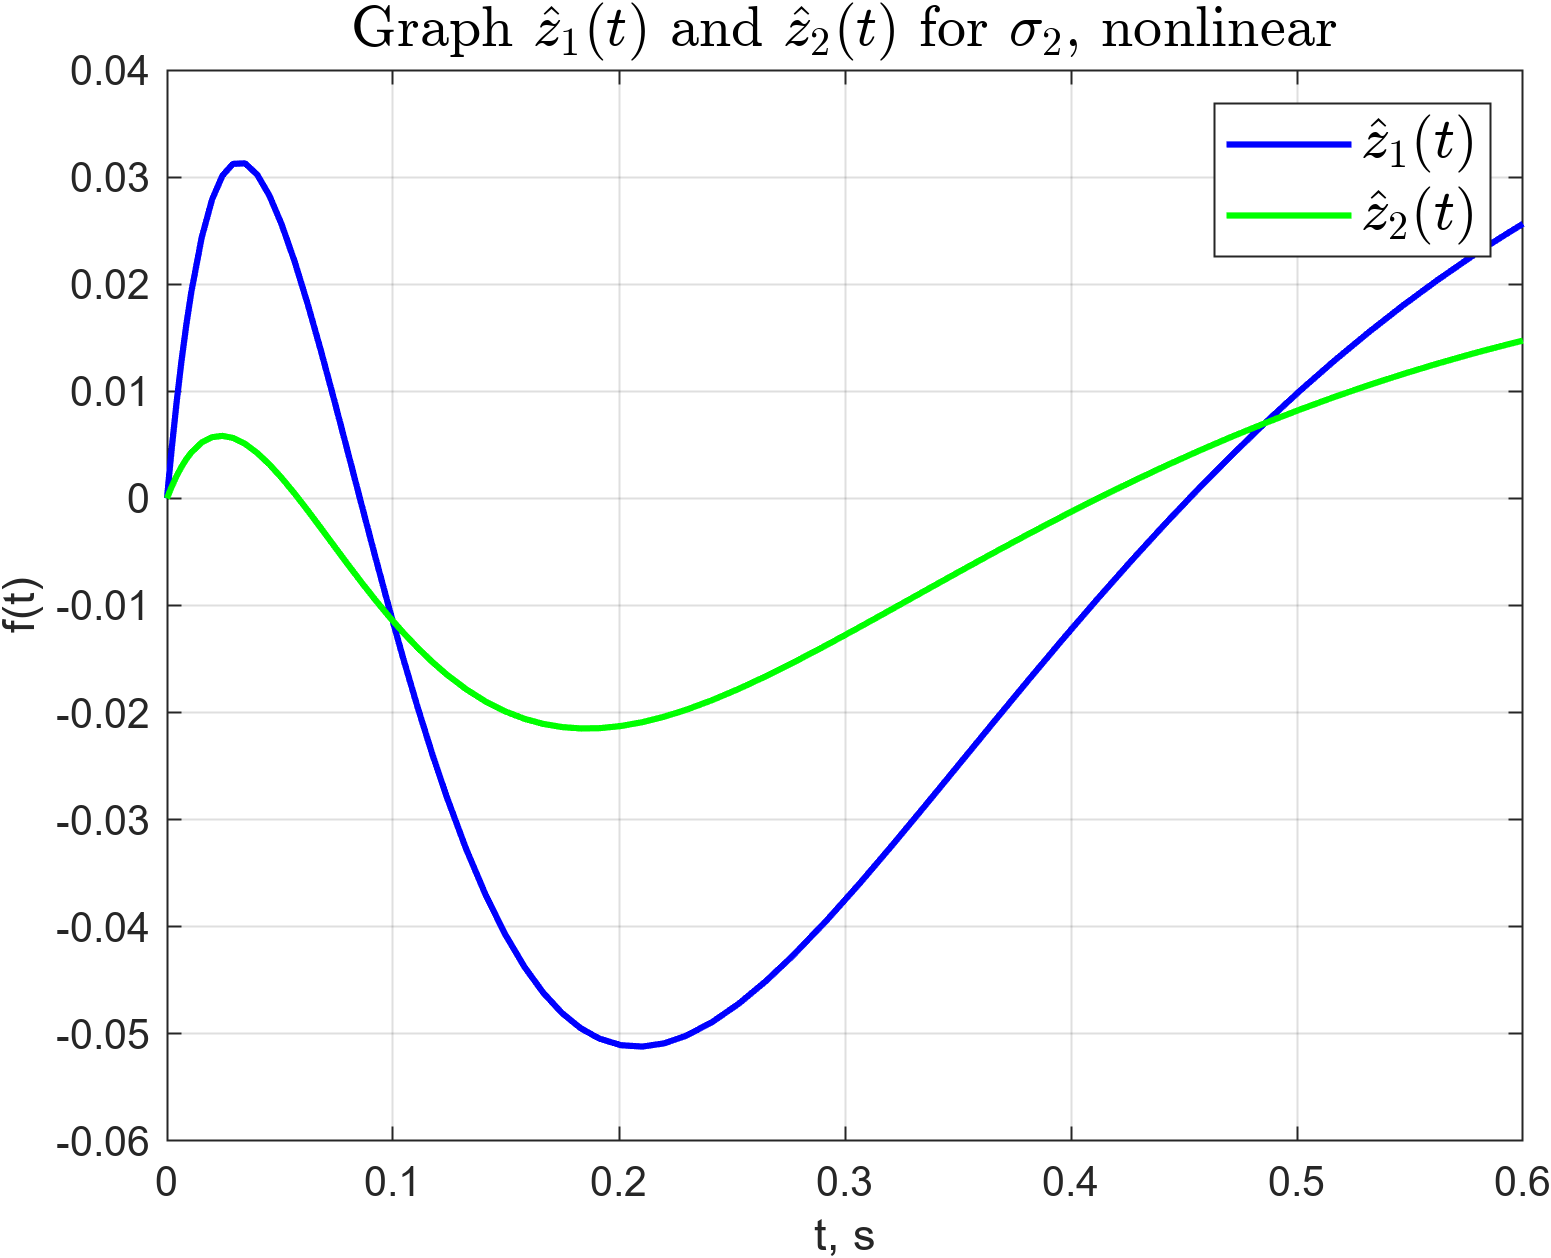 Graph ẑ₁(t) and ẑ₂(t) for σ₂, nonlinear
0.04
0.03
0.02
0.01
0
-0.01
-0.02
-0.03
-0.04
-0.05
-0.06
f(t)
ẑ₁(t)
ẑ₂(t)
0 0.1 0.2 0.3 0.4 0.5 0.6
t, s